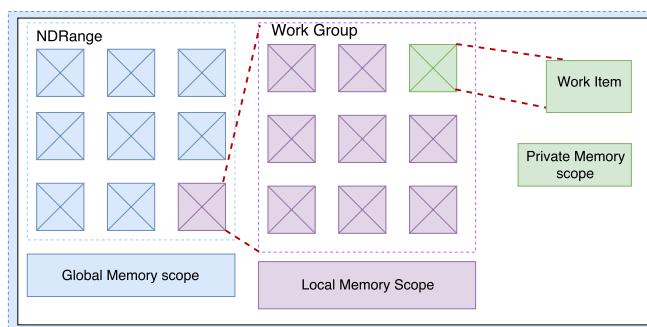 NDRange
Work Group
Work Item
Private Memory
scope
Global Memory scope
Local Memory Scope